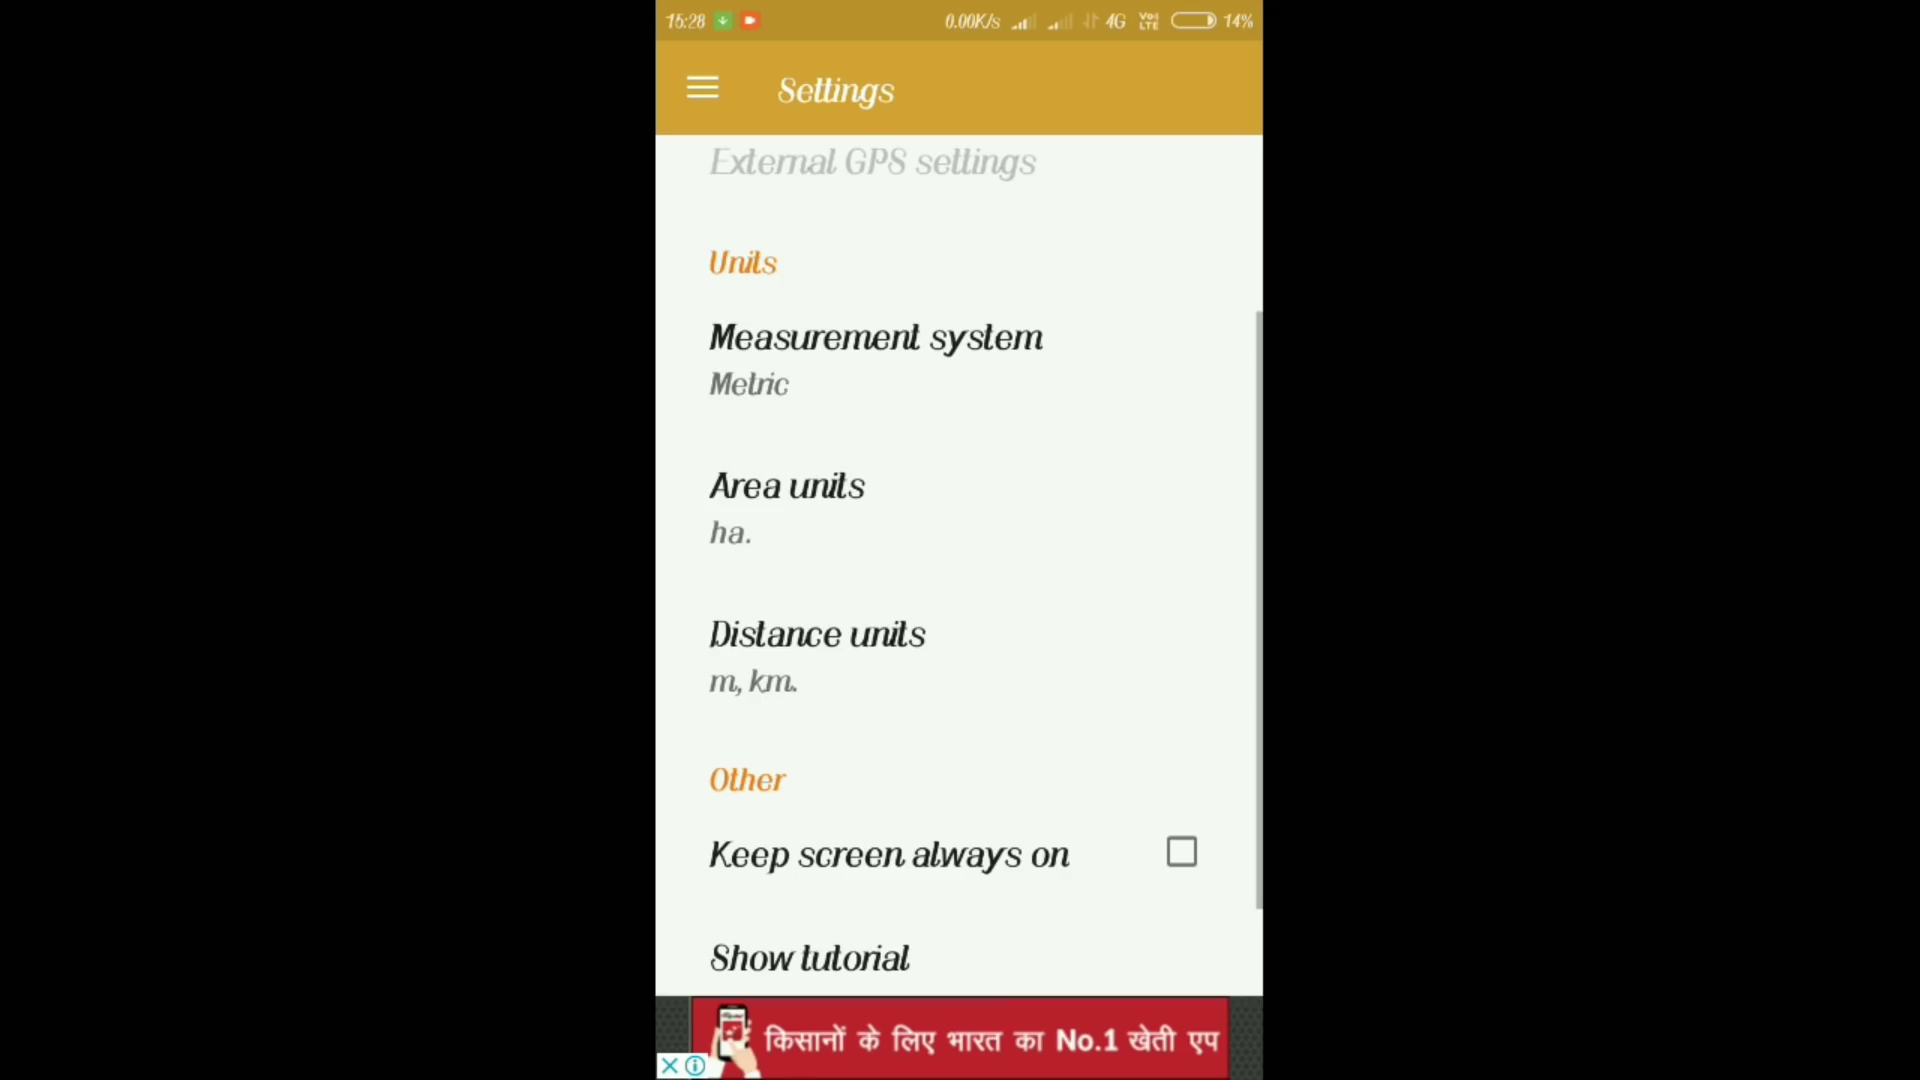 15:28 0.00K/s 4G VoLTE 14%
Settings
External GPS settings
Units
Measurement system
Metric
Area units
ha.
Distance units
m, km.
Other
Keep screen always on
Show tutorial
किसानों के लिए भारत का No.1 खेती एप